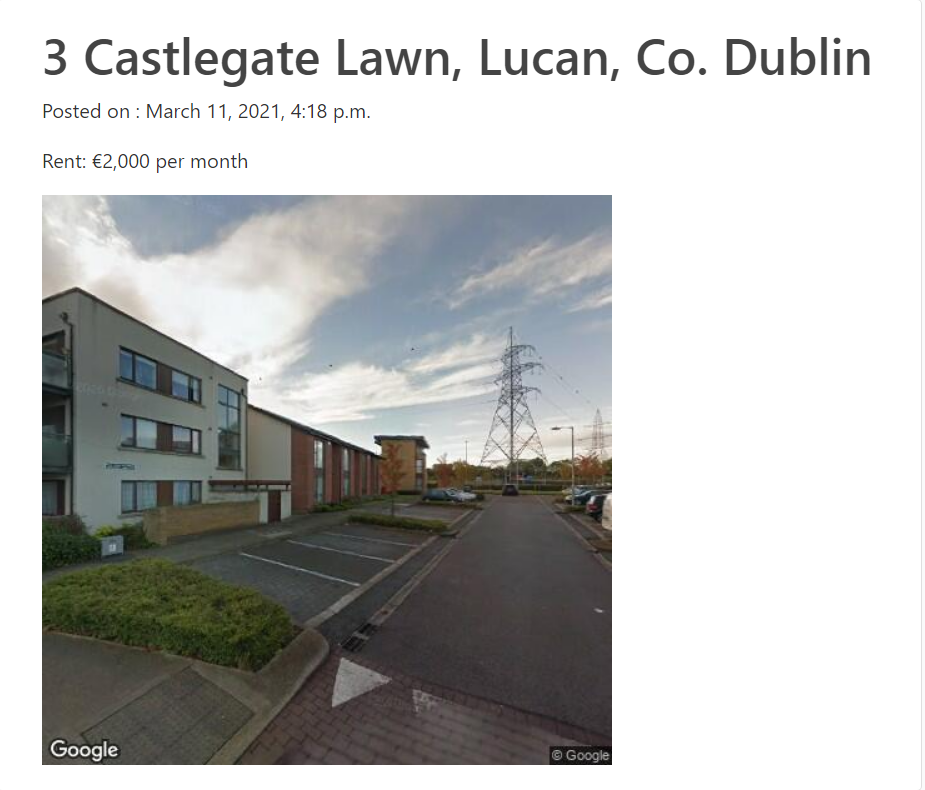 3 Castlegate Lawn, Lucan, Co. Dublin
Posted on : March 11, 2021, 4:18 p.m.
Rent: €2,000 per month
Google
© Google